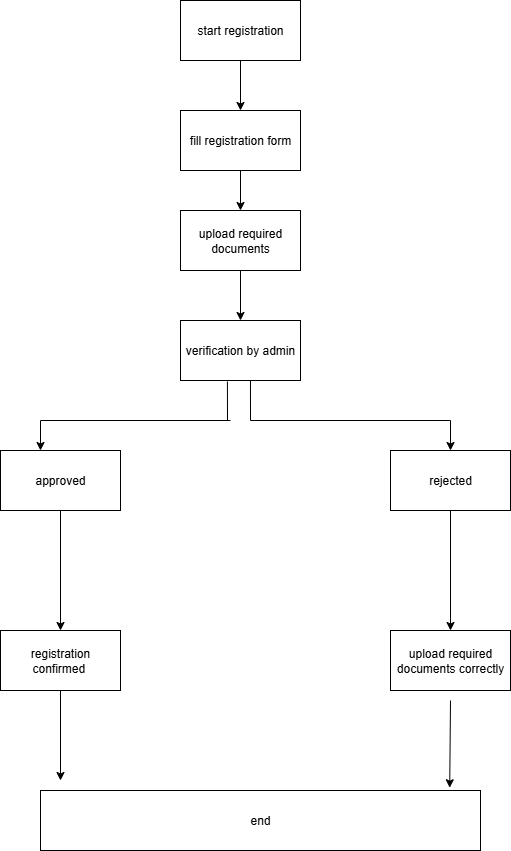 start registration
fill registration form
upload required
documents
verification by admin
approved
rejected
registration
confirmed
upload required
documents correctly
end